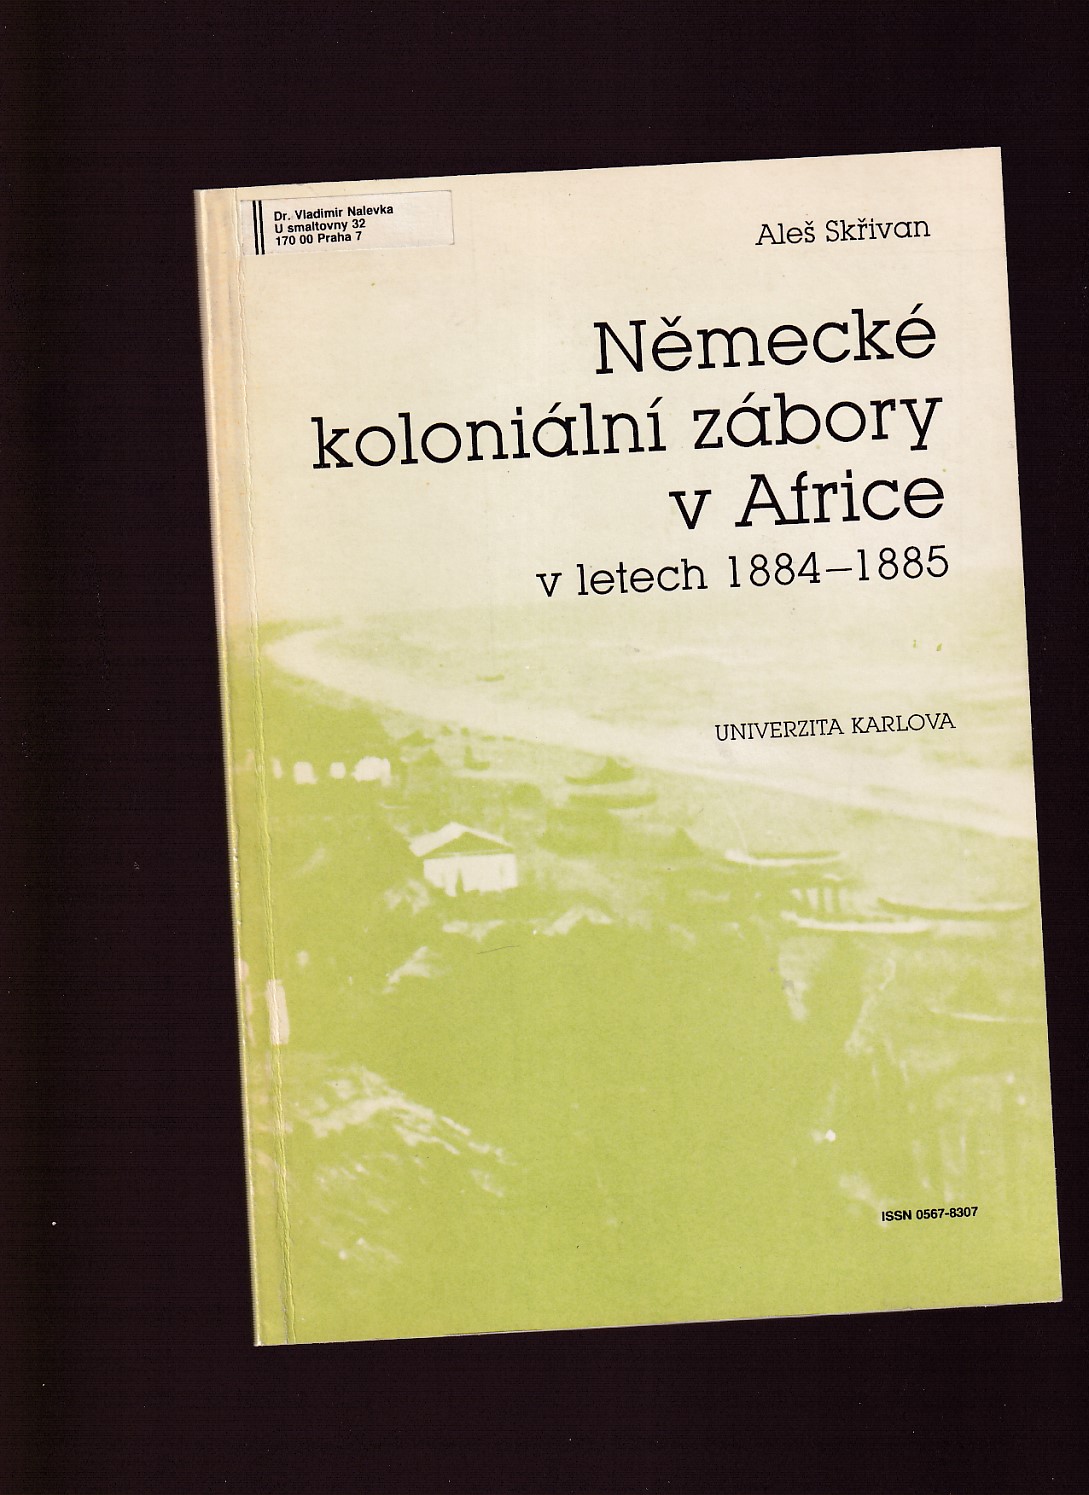 Dr. Vladimír Nalevka
U smaltovny 32
170 00 Praha 7
Aleš Skřivan
Německé
koloniální zábory
v Africe
v letech 1884–1885
UNIVERZITA KARLOVA
ISSN 0567-8307